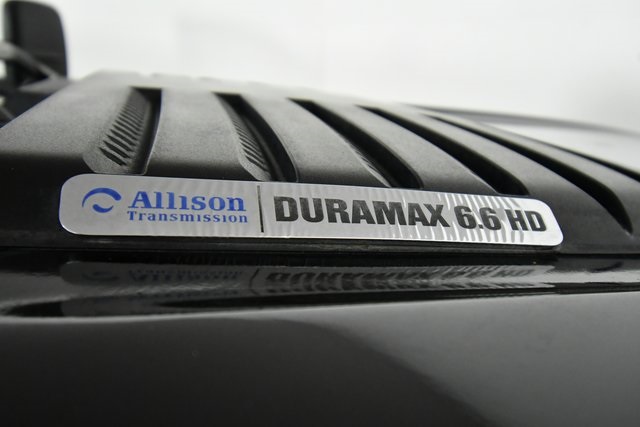 Allison
Transmission
DURAMAX 6.6 HD